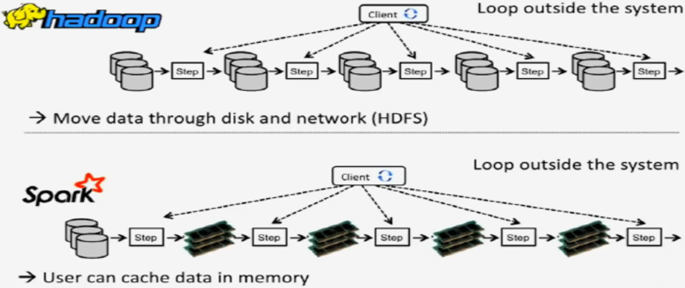 hadoop
Client
Loop outside the system
Step Step Step Step Step
→ Move data through disk and network (HDFS)
Client
Loop outside the system
Spark
Step Step Step Step Step
→ User can cache data in memory